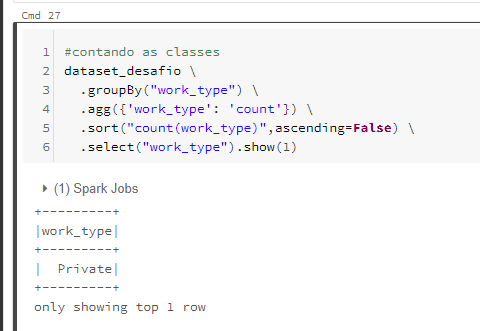 Cmd 27
1 #contando as classes
2 dataset_desafio \
3   .groupBy("work_type") \
4   .agg({'work_type': 'count'}) \
5   .sort("count(work_type)",ascending=False) \
6   .select("work_type").show(1)
(1) Spark Jobs
+---------+
|work_type|
+---------+
|  Private|
+---------+
only showing top 1 row